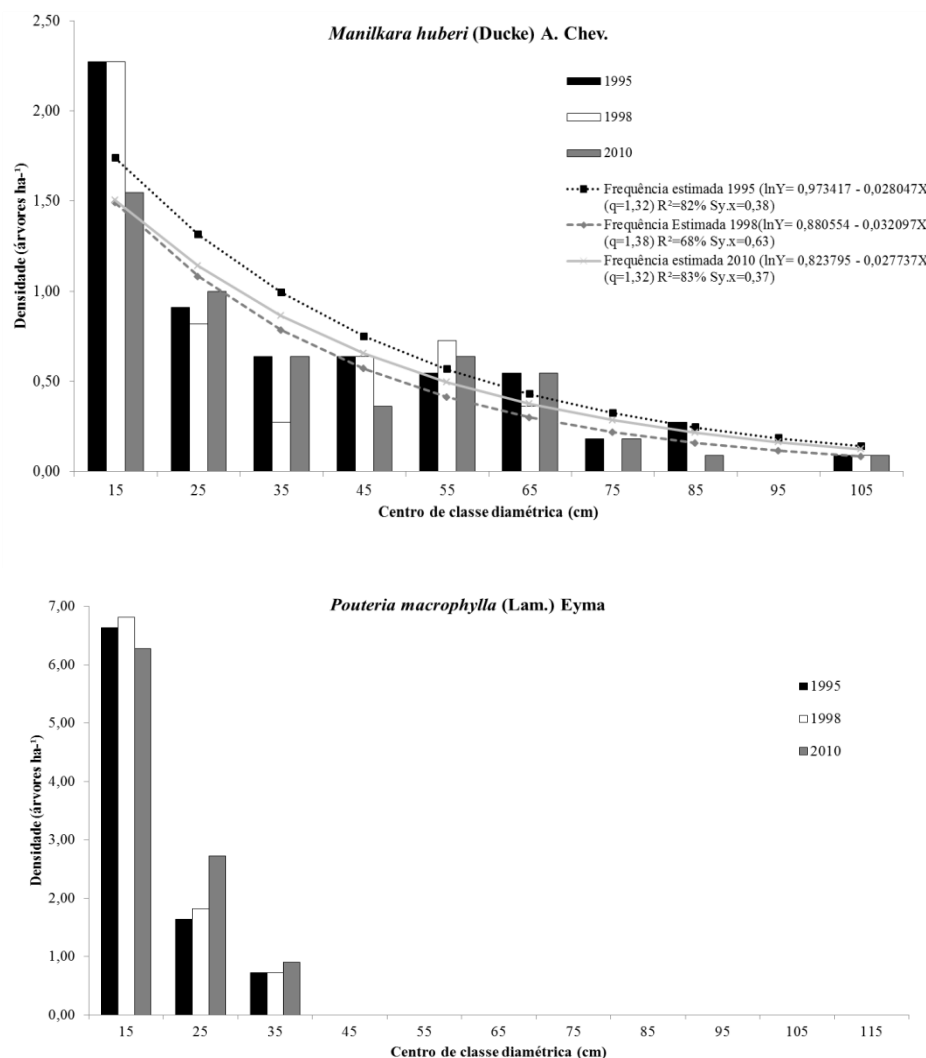 Manilkara huberi (Ducke) A. Chev.
2,50
2,00
1,50
1,00
0,50
0,00
Densidade (árvores ha-¹)
1995
1998
2010
Frequência estimada 1995 (lnY= 0,973417 - 0,028047X
(q=1,32) R²=82% Sy.x=0,38)
Frequência Estimada 1998(lnY= 0,880554 - 0,032097X
(q=1,38) R²=68% Sy.x=0,63)
Frequência estimada 2010 (lnY= 0,823795 - 0,027737X
(q=1,32) R²=83% Sy.x=0,37)
15 25 35 45 55 65 75 85 95 105
Centro de classe diamétrica (cm)
Pouteria macrophylla (Lam.) Eyma
7,00
6,00
5,00
4,00
3,00
2,00
1,00
0,00
Densidade (árvores ha-¹)
1995
1998
2010
15 25 35 45 55 65 75 85 95 105 115
Centro de classe diamétrica (cm)